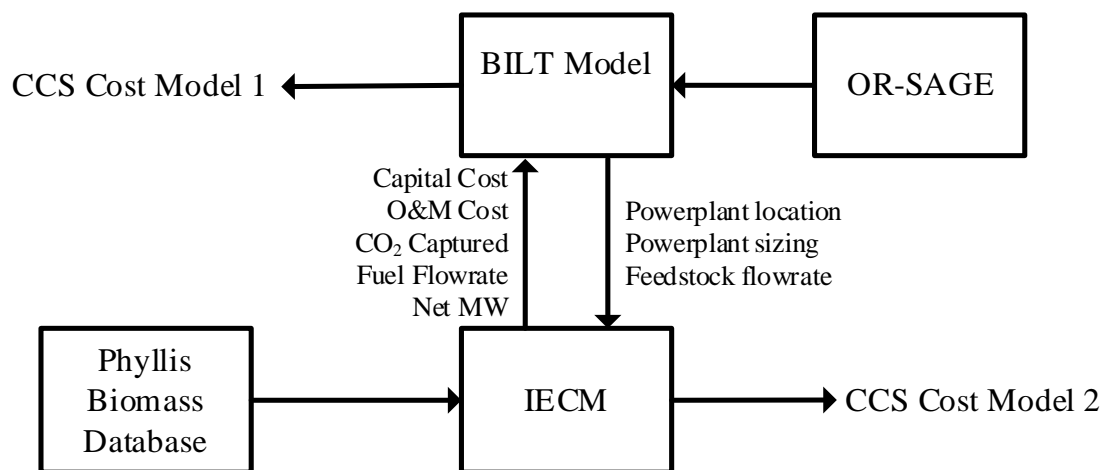 BILT Model
CCS Cost Model 1
OR-SAGE
Capital Cost
O&M Cost
CO₂ Captured
Fuel Flowrate
Net MW
Powerplant location
Powerplant sizing
Feedstock flowrate
Phyllis
Biomass
Database
IECM
CCS Cost Model 2